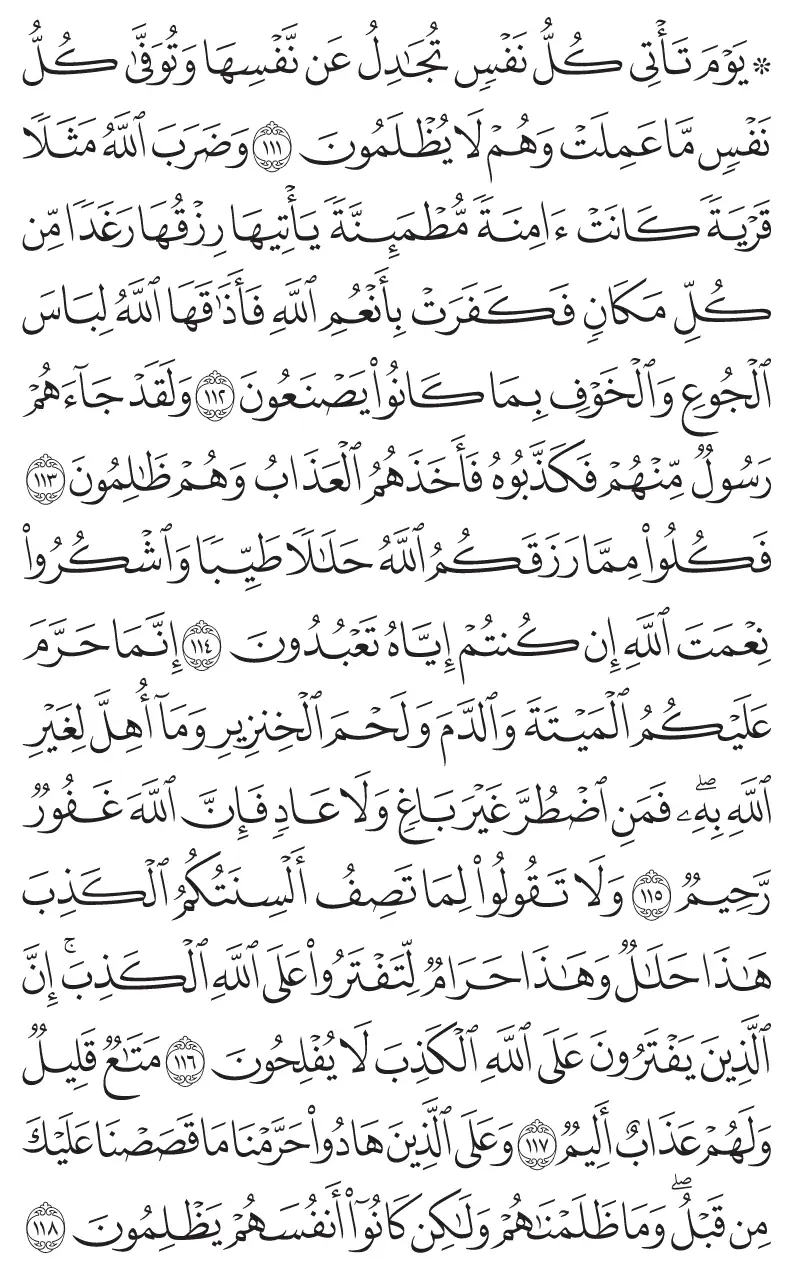 ۞ يَوۡمَ تَأۡتِي كُلُّ نَفۡسٖ تُجَٰدِلُ عَن نَّفۡسِهَا وَتُوَفَّىٰ كُلُّ
نَفۡسٖ مَّا عَمِلَتۡ وَهُمۡ لَا يُظۡلَمُونَ ١١١ وَضَرَبَ ٱللَّهُ مَثَلٗا
قَرۡيَةٗ كَانَتۡ ءَامِنَةٗ مُّطۡمَئِنَّةٗ يَأۡتِيهَا رِزۡقُهَا رَغَدٗا مِّن
كُلِّ مَكَانٖ فَكَفَرَتۡ بِأَنۡعُمِ ٱللَّهِ فَأَذَٰقَهَا ٱللَّهُ لِبَاسَ
ٱلۡجُوعِ وَٱلۡخَوۡفِ بِمَا كَانُواْ يَصۡنَعُونَ ١١٢ وَلَقَدۡ جَآءَهُمۡ
رَسُولٞ مِّنۡهُمۡ فَكَذَّبُوهُ فَأَخَذَهُمُ ٱلۡعَذَابُ وَهُمۡ ظَٰلِمُونَ ١١٣
فَكُلُواْ مِمَّا رَزَقَكُمُ ٱللَّهُ حَلَٰلٗا طَيِّبٗا وَٱشۡكُرُواْ
نِعۡمَتَ ٱللَّهِ إِن كُنتُمۡ إِيَّاهُ تَعۡبُدُونَ ١١٤ إِنَّمَا حَرَّمَ
عَلَيۡكُمُ ٱلۡمَيۡتَةَ وَٱلدَّمَ وَلَحۡمَ ٱلۡخِنزِيرِ وَمَآ أُهِلَّ لِغَيۡرِ
ٱللَّهِ بِهِۦۖ فَمَنِ ٱضۡطُرَّ غَيۡرَ بَاغٖ وَلَا عَادٖ فَإِنَّ ٱللَّهَ غَفُورٞ
رَّحِيمٞ ١١٥ وَلَا تَقُولُواْ لِمَا تَصِفُ أَلۡسِنَتُكُمُ ٱلۡكَذِبَ
هَٰذَا حَلَٰلٞ وَهَٰذَا حَرَامٞ لِّتَفۡتَرُواْ عَلَى ٱللَّهِ ٱلۡكَذِبَۚ إِنَّ
ٱلَّذِينَ يَفۡتَرُونَ عَلَى ٱللَّهِ ٱلۡكَذِبَ لَا يُفۡلِحُونَ ١١٦ مَتَٰعٞ قَلِيلٞ
وَلَهُمۡ عَذَابٌ أَلِيمٞ ١١٧ وَعَلَى ٱلَّذِينَ هَادُواْ حَرَّمۡنَا مَا قَصَصۡنَا عَلَيۡكَ
مِن قَبۡلُۖ وَمَا ظَلَمۡنَٰهُمۡ وَلَٰكِن كَانُوٓاْ أَنفُسَهُمۡ يَظۡلِمُونَ ١١٨